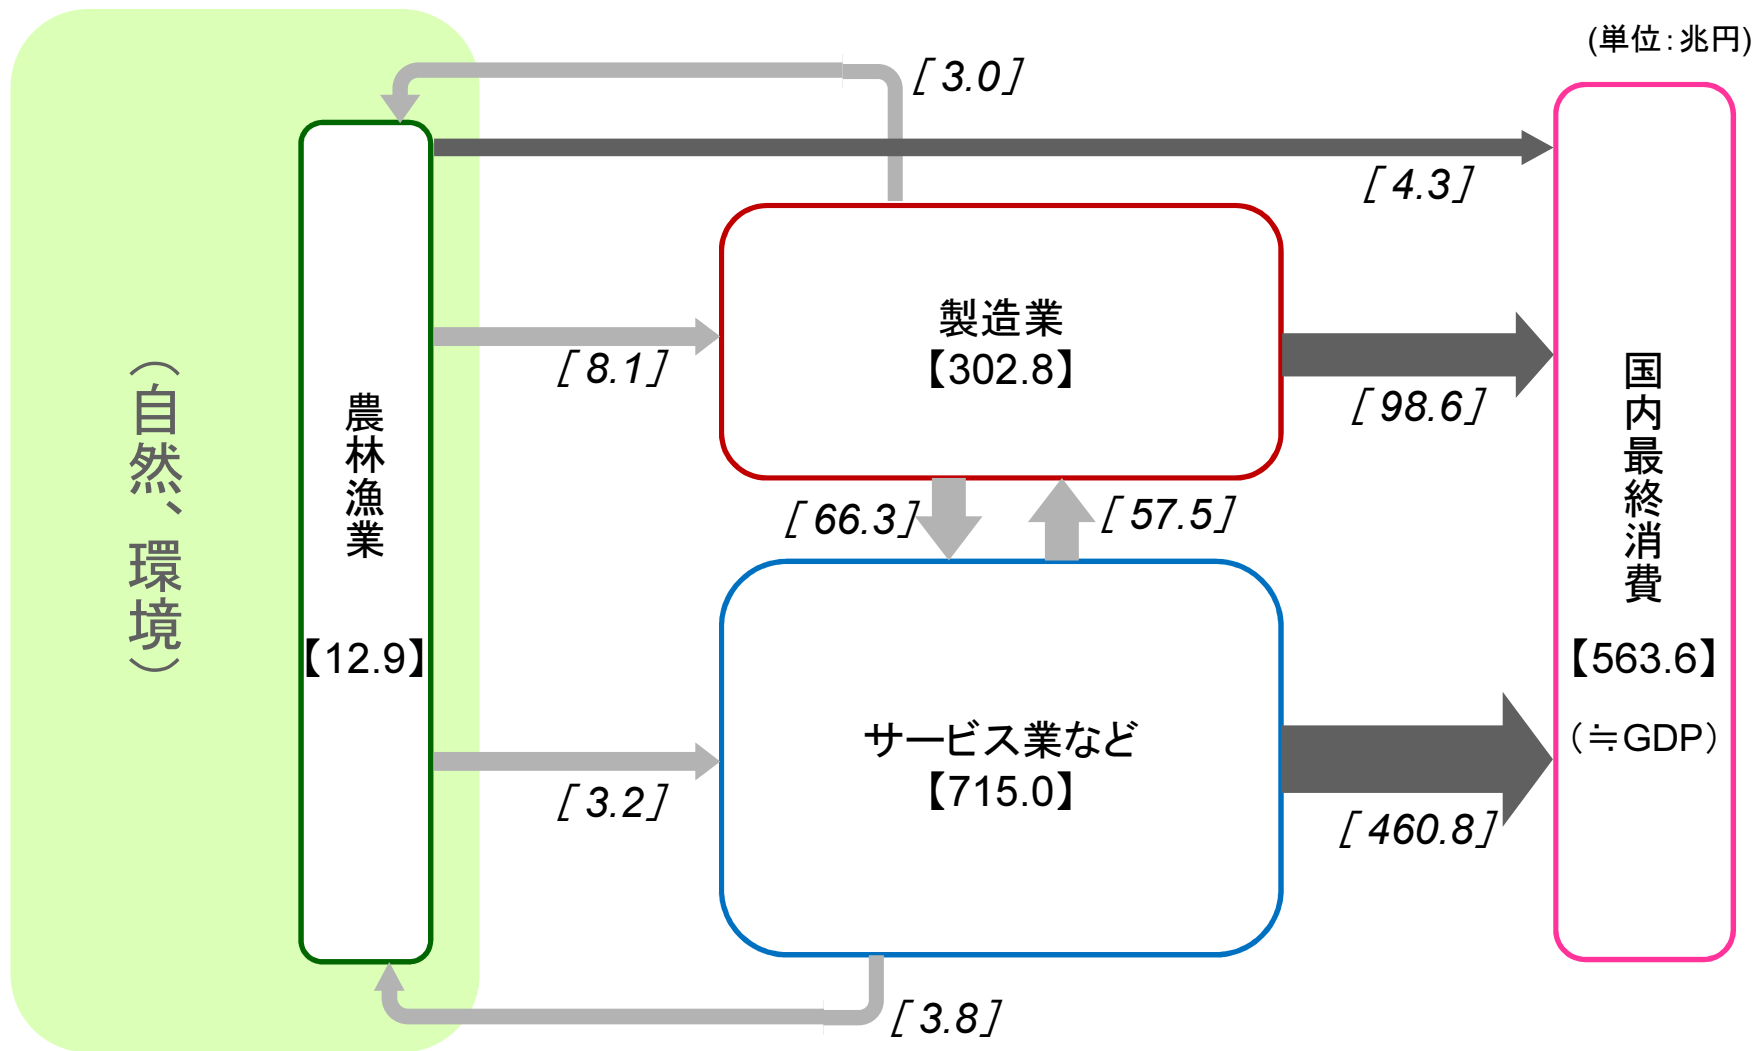 (単位：兆円)
［3.0］
［4.3］
製造業
【302.8】
［8.1］
［98.6］
（自然、環境）
農林漁業
【12.9】
［66.3］
［57.5］
国内最終消費
【563.6】
（≒GDP）
サービス業など
【715.0】
［3.2］
［460.8］
［3.8］